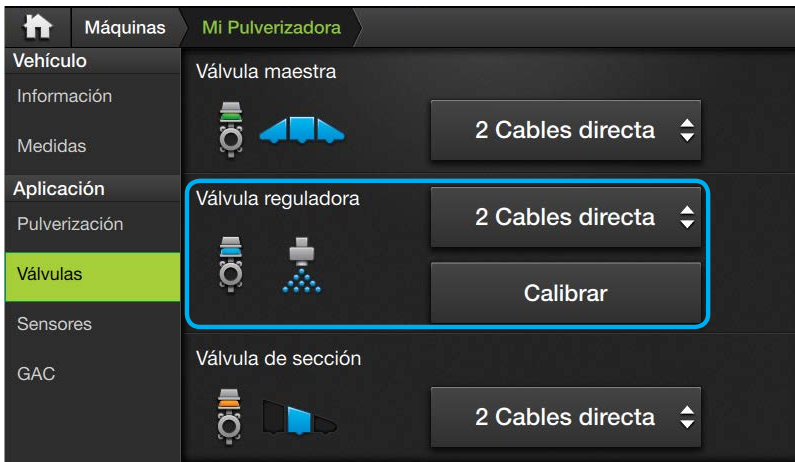 Máquinas
Mi Pulverizadora
Vehículo
Información
Medidas
Aplicación
Pulverización
Válvulas
Sensores
GAC
Válvula maestra
2 Cables directa
Válvula reguladora
2 Cables directa
Calibrar
Válvula de sección
2 Cables directa